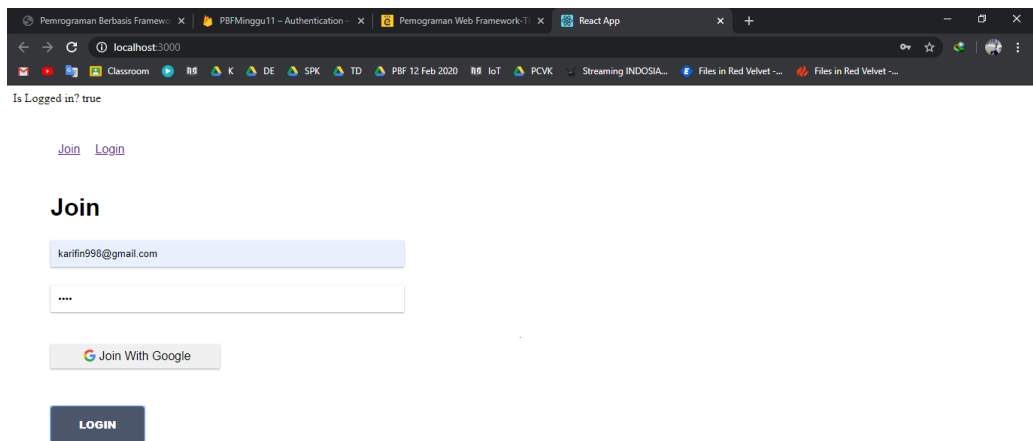 Pemrograman Berbasis Framewo
PBFMinggu11 – Authentication –
Pemograman Web Framework-TI
React App
localhost:3000
Classroom
K
DE
SPK
TD
PBF 12 Feb 2020
IoT
PCVK
Streaming INDOSIA...
Files in Red Velvet -...
Files in Red Velvet -...
Is Logged in? true
Join Login
Join
karifin998@gmail.com
••••
Join With Google
LOGIN